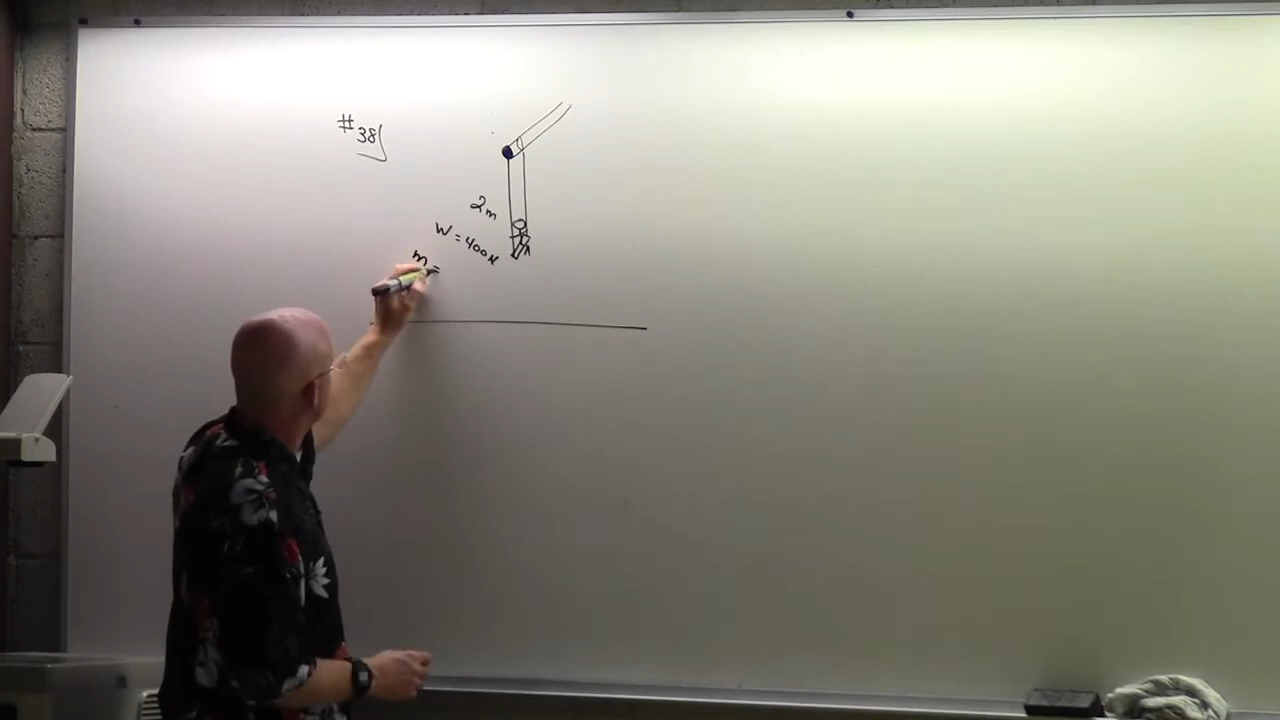 #38)
2m
W = 400N
m =